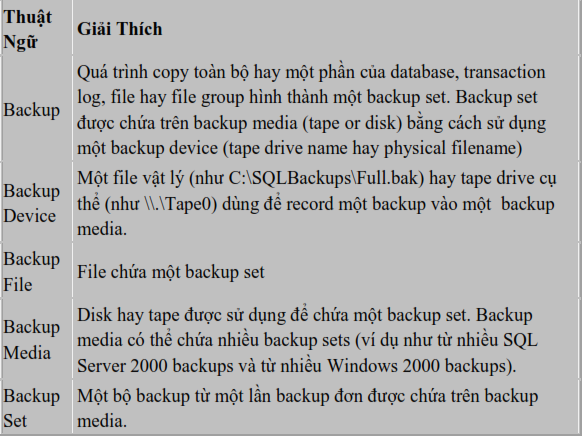 Thuật
Ngữ
Giải Thích
Backup
Quá trình copy toàn bộ hay một phần của database, transaction
log, file hay file group hình thành một backup set. Backup set
được chứa trên backup media (tape or disk) bằng cách sử dụng
một backup device (tape drive name hay physical filename)
Backup
Device
Một file vật lý (như C:\SQLBackups\Full.bak) hay tape drive cụ
thể (như \\.\Tape0) dùng để record một backup vào một backup
media.
Backup
File
File chứa một backup set
Backup
Media
Disk hay tape được sử dụng để chứa một backup set. Backup
media có thể chứa nhiều backup sets (ví dụ như từ nhiều SQL
Server 2000 backups và từ nhiều Windows 2000 backups).
Backup
Set
Một bộ backup từ một lần backup đơn được chứa trên backup
media.